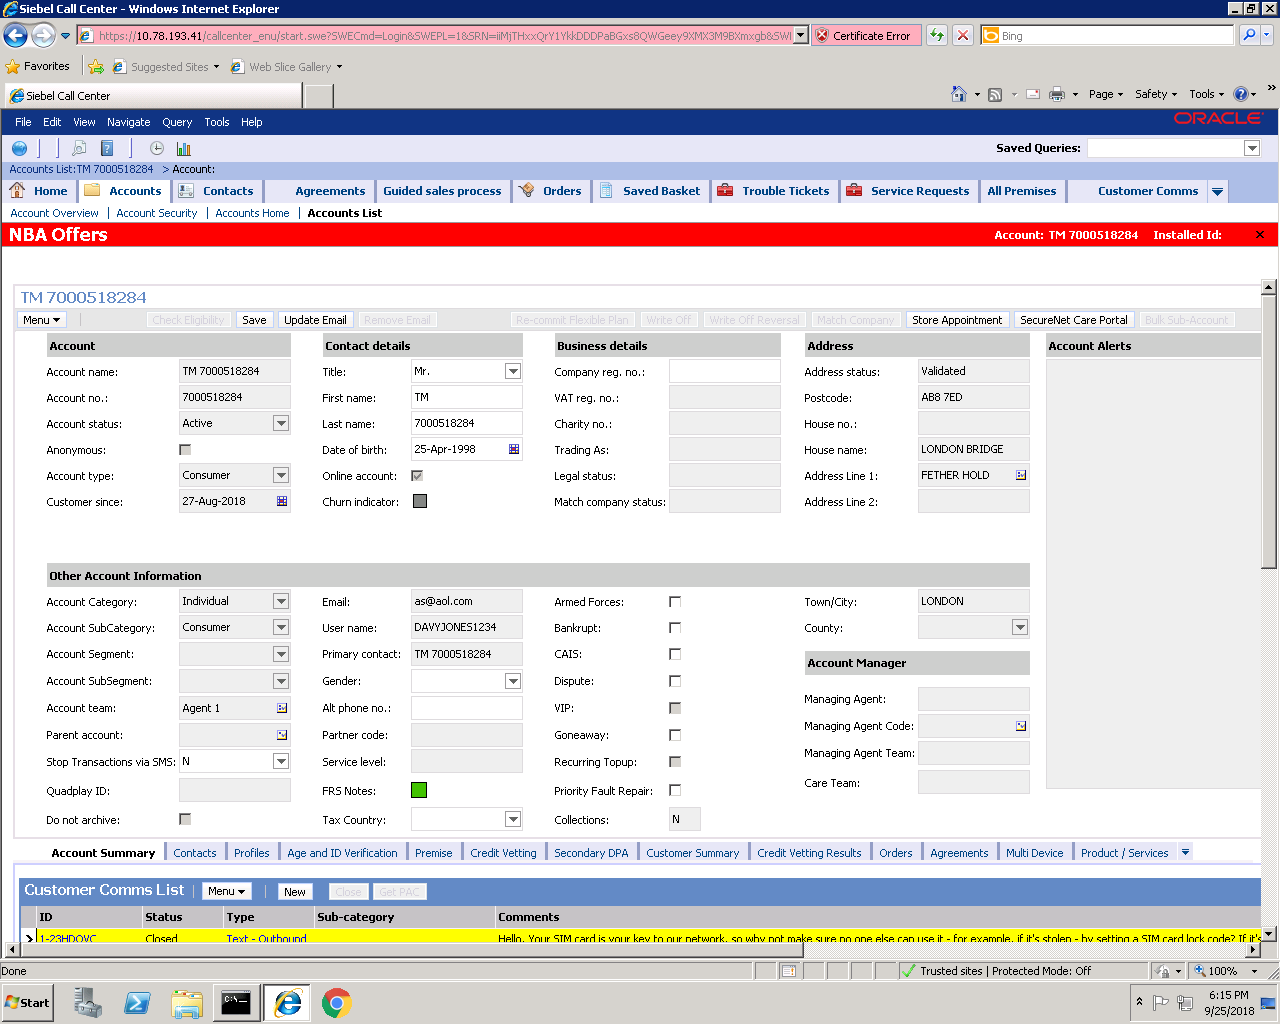 Siebel Call Center - Windows Internet Explorer
Certificate Error
Bing
Favorites
Suggested Sites
Web Slice Gallery
Siebel Call Center
Page
Safety
Tools
File Edit View Navigate Query Tools Help
ORACLE
Saved Queries:
Accounts List:TM 7000518284 > Account:
Home Accounts Contacts Agreements Guided sales process Orders Saved Basket Trouble Tickets Service Requests All Premises Customer Comms
Account Overview | Account Security | Accounts Home | Accounts List
NBA Offers Account: TM 7000518284 Installed Id:
TM 7000518284
Menu Check Eligibility Save Update Email Remove Email Re-commit Flexible Plan Write Off Write Off Reversal Match Company Store Appointment SecureNet Care Portal Bulk Sub-Account
Account Contact details Business details Address Account Alerts
Account name: TM 7000518284 Title: Mr. Company reg. no.: Address status: Validated
Account no.: 7000518284 First name: TM VAT reg. no.: Postcode: AB8 7ED
Account status: Active Last name: 7000518284 Charity no.: House no.:
Anonymous: Date of birth: 25-Apr-1998 Trading As: House name: LONDON BRIDGE
Account type: Consumer Online account: Legal status: Address Line 1: FETHER HOLD
Customer since: 27-Aug-2018 Churn indicator: Match company status: Address Line 2:
Other Account Information
Account Category: Individual Email: as@aol.com Armed Forces: Town/City: LONDON
Account SubCategory: Consumer User name: DAVYJONES1234 Bankrupt: County:
Account Segment: Primary contact: TM 7000518284 CAIS: Account Manager
Account SubSegment: Gender: Dispute:
Account team: Agent 1 Alt phone no.: VIP: Managing Agent:
Parent account: Partner code: Goneaway: Managing Agent Code:
Stop Transactions via SMS: N Service level: Recurring Topup: Managing Agent Team:
Quadplay ID: FRS Notes: Priority Fault Repair: Care Team:
Do not archive: Tax Country: Collections: N
Account Summary Contacts Profiles Age and ID Verification Premise Credit Vetting Secondary DPA Customer Summary Credit Vetting Results Orders Agreements Multi Device Product / Services
Customer Comms List Menu New Close Get PAC
ID Status Type Sub-category Comments
1-23HDOVC Closed Text - Outbound Hello. Your SIM card is your key to our network, so why not make sure no one else can use it - for example, if it's stolen - by setting a SIM card lock code? If it's
Done Trusted sites | Protected Mode: Off 100%
Start 6:15 PM
9/25/2018